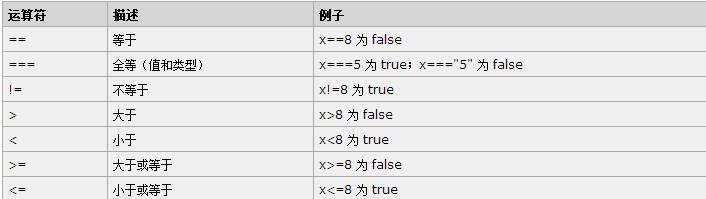 运算符 描述 例子
== 等于 x==8 为 false
=== 全等（值和类型） x===5 为 true；x==="5" 为 false
!= 不等于 x!=8 为 true
> 大于 x>8 为 false
< 小于 x<8 为 true
>= 大于或等于 x>=8 为 false
<= 小于或等于 x<=8 为 true